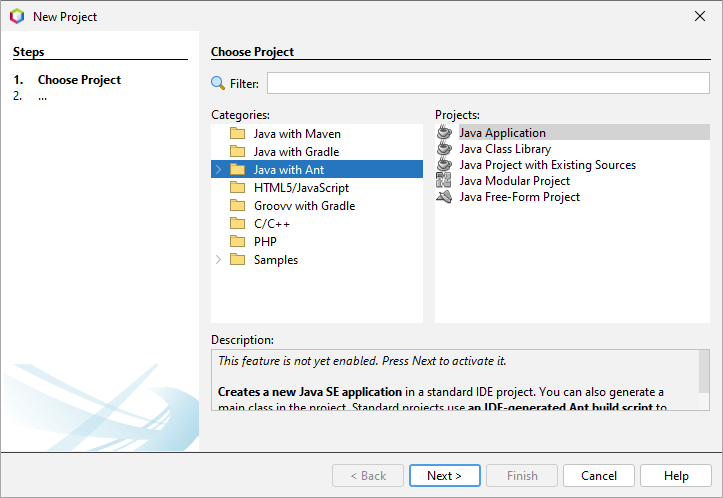 New Project
Steps
1. Choose Project
2. ...
Choose Project
Filter:
Categories:
Java with Maven
Java with Gradle
Java with Ant
HTML5/JavaScript
Groovv with Gradle
C/C++
PHP
Samples
Projects:
Java Application
Java Class Library
Java Project with Existing Sources
Java Modular Project
Java Free-Form Project
Description:
This feature is not yet enabled. Press Next to activate it.
Creates a new Java SE application in a standard IDE project. You can also generate a
main class in the project. Standard projects use an IDE-generated Ant build script to
< Back
Next >
Finish
Cancel
Help